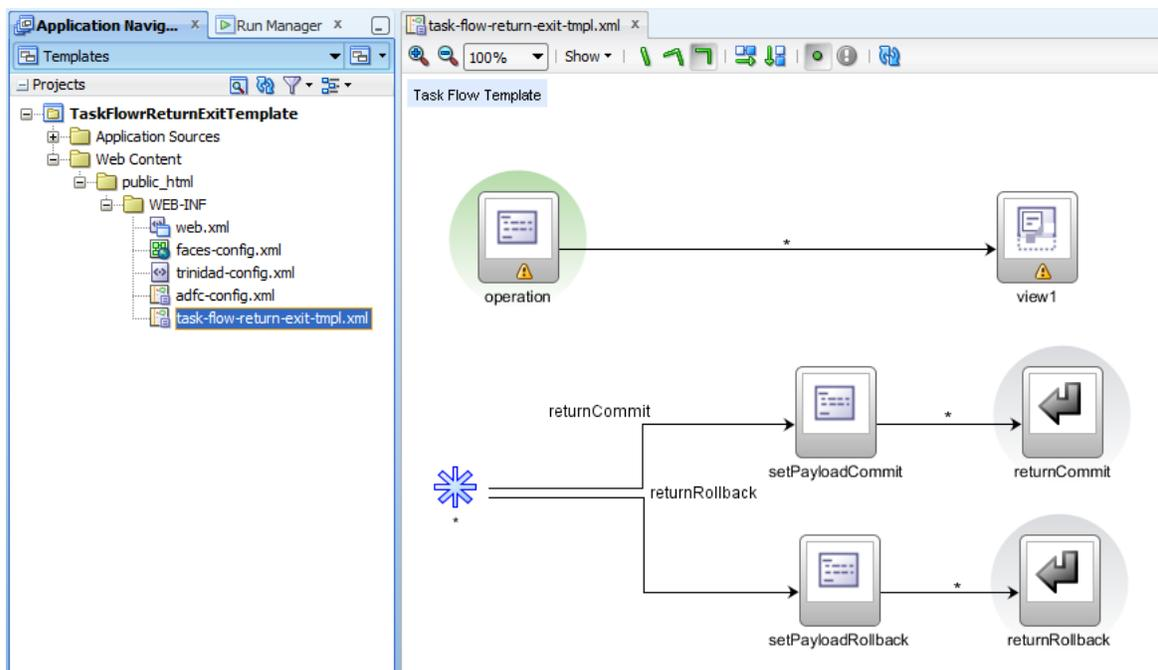 Application Navig... x Run Manager x
Templates
Projects
TaskFlowrReturnExitTemplate
Application Sources
Web Content
public_html
WEB-INF
web.xml
faces-config.xml
trinidad-config.xml
adfc-config.xml
task-flow-return-exit-tmpl.xml
task-flow-return-exit-tmpl.xml x
100% Show
Task Flow Template
*
operation
view1
returnCommit
*
setPayloadCommit
returnCommit
returnRollback
*
*
setPayloadRollback
returnRollback